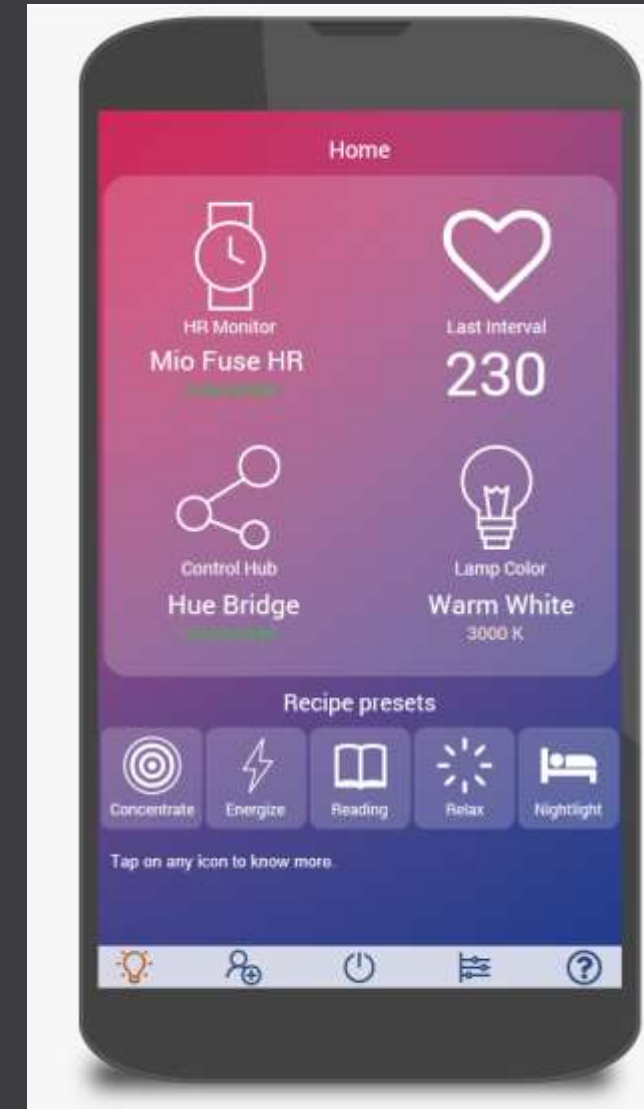 Home
HR Monitor
Mio Fuse HR
Last Interval
230
Control Hub
Hue Bridge
Lamp Color
Warm White
3000 K
Recipe presets
Concentrate
Energize
Reading
Relax
Nightlight
Tap on any icon to know more.
?